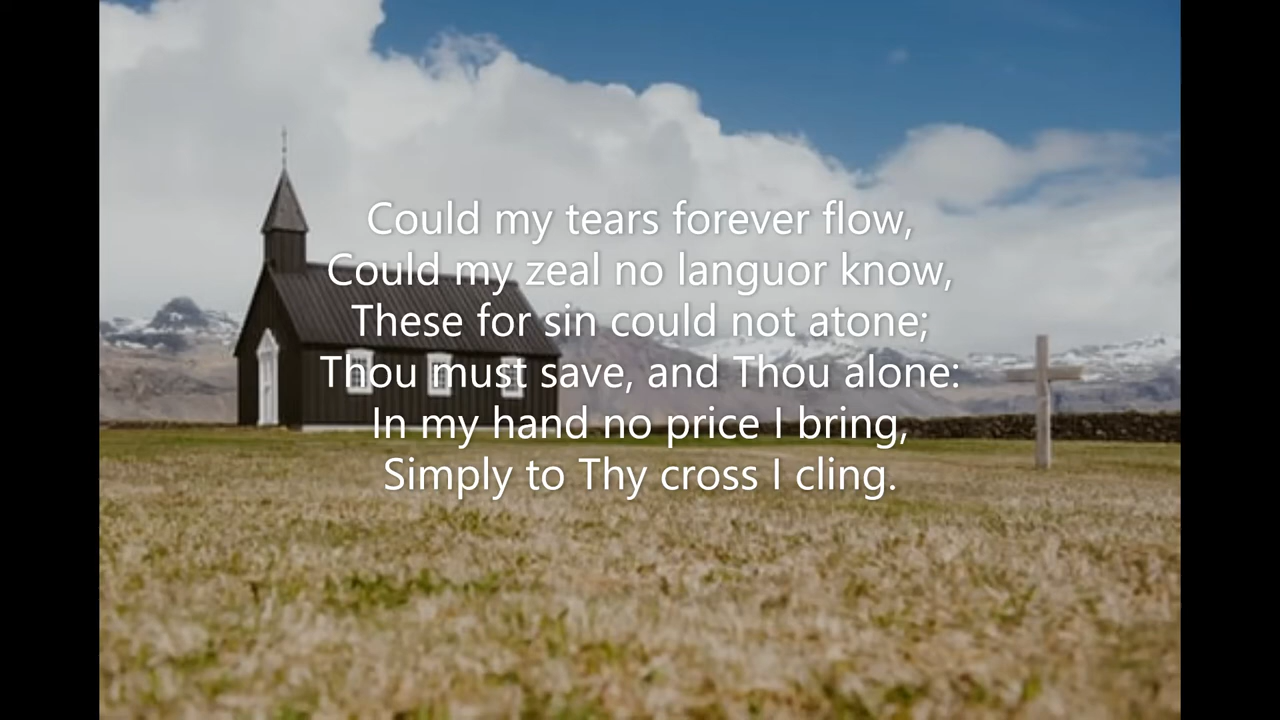 Could my tears forever flow,
Could my zeal no languor know,
These for sin could not atone;
Thou must save, and Thou alone:
In my hand no price I bring,
Simply to Thy cross I cling.